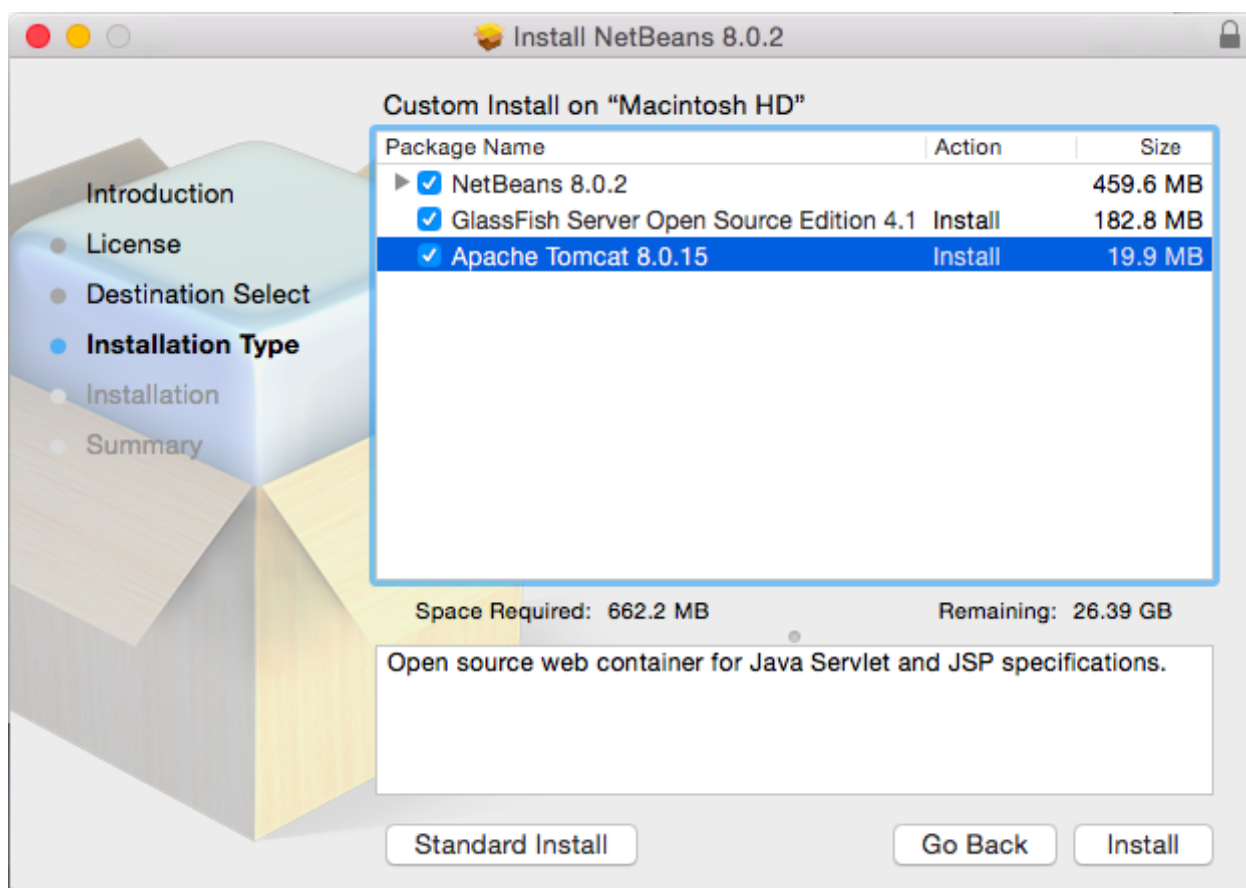 Install NetBeans 8.0.2
Introduction
License
Destination Select
Installation Type
Installation
Summary
Custom Install on “Macintosh HD”
Package Name Action Size
NetBeans 8.0.2 459.6 MB
GlassFish Server Open Source Edition 4.1 Install 182.8 MB
Apache Tomcat 8.0.15 Install 19.9 MB
Space Required: 662.2 MB Remaining: 26.39 GB
Open source web container for Java Servlet and JSP specifications.
Standard Install Go Back Install